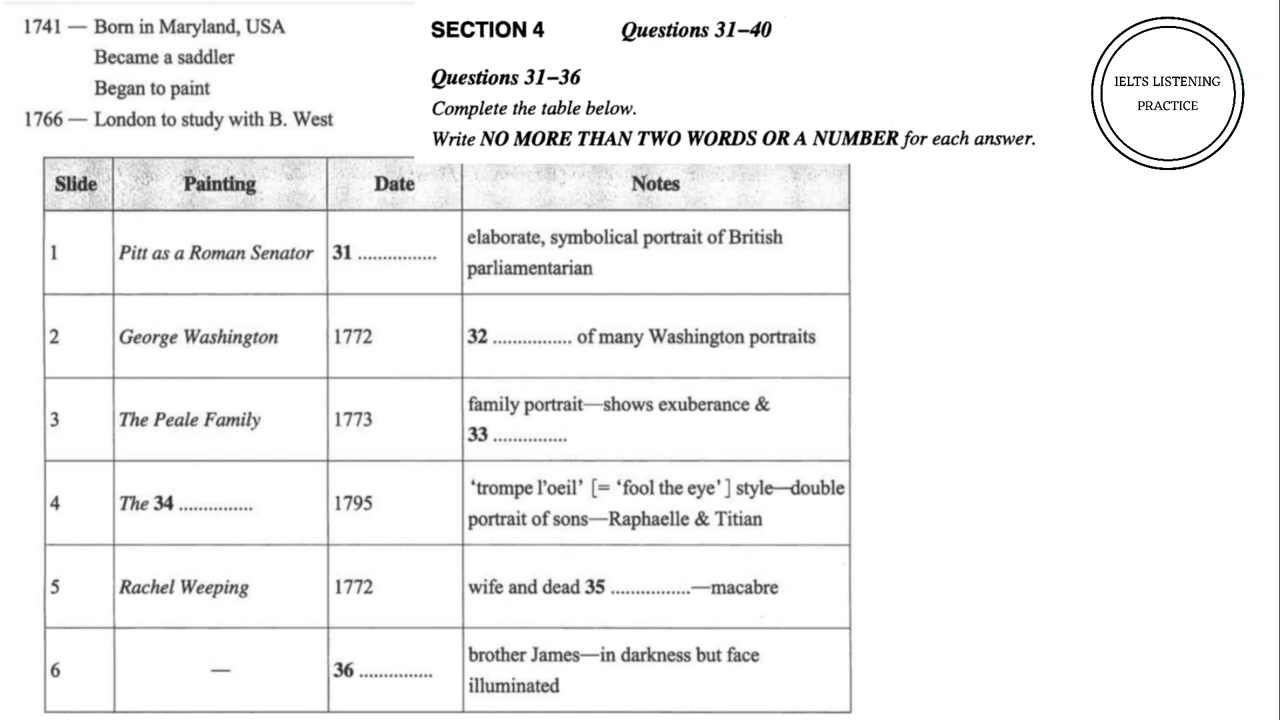 1741 — Born in Maryland, USA
Became a saddler
Began to paint
1766 — London to study with B. West
SECTION 4 Questions 31–40
Questions 31–36
Complete the table below.
Write NO MORE THAN TWO WORDS OR A NUMBER for each answer.
IELTS LISTENING
PRACTICE
Slide Painting Date Notes
1 Pitt as a Roman Senator 31 ................ elaborate, symbolical portrait of British
parliamentarian
2 George Washington 1772 32 ................ of many Washington portraits
3 The Peale Family 1773 family portrait—shows exuberance &
33 ...............
4 The 34 ............... 1795 ‘trompe l’oeil’ [= ‘fool the eye’] style—double
portrait of sons—Raphaelle & Titian
5 Rachel Weeping 1772 wife and dead 35 ................—macabre
6 — 36 ............... brother James—in darkness but face
illuminated